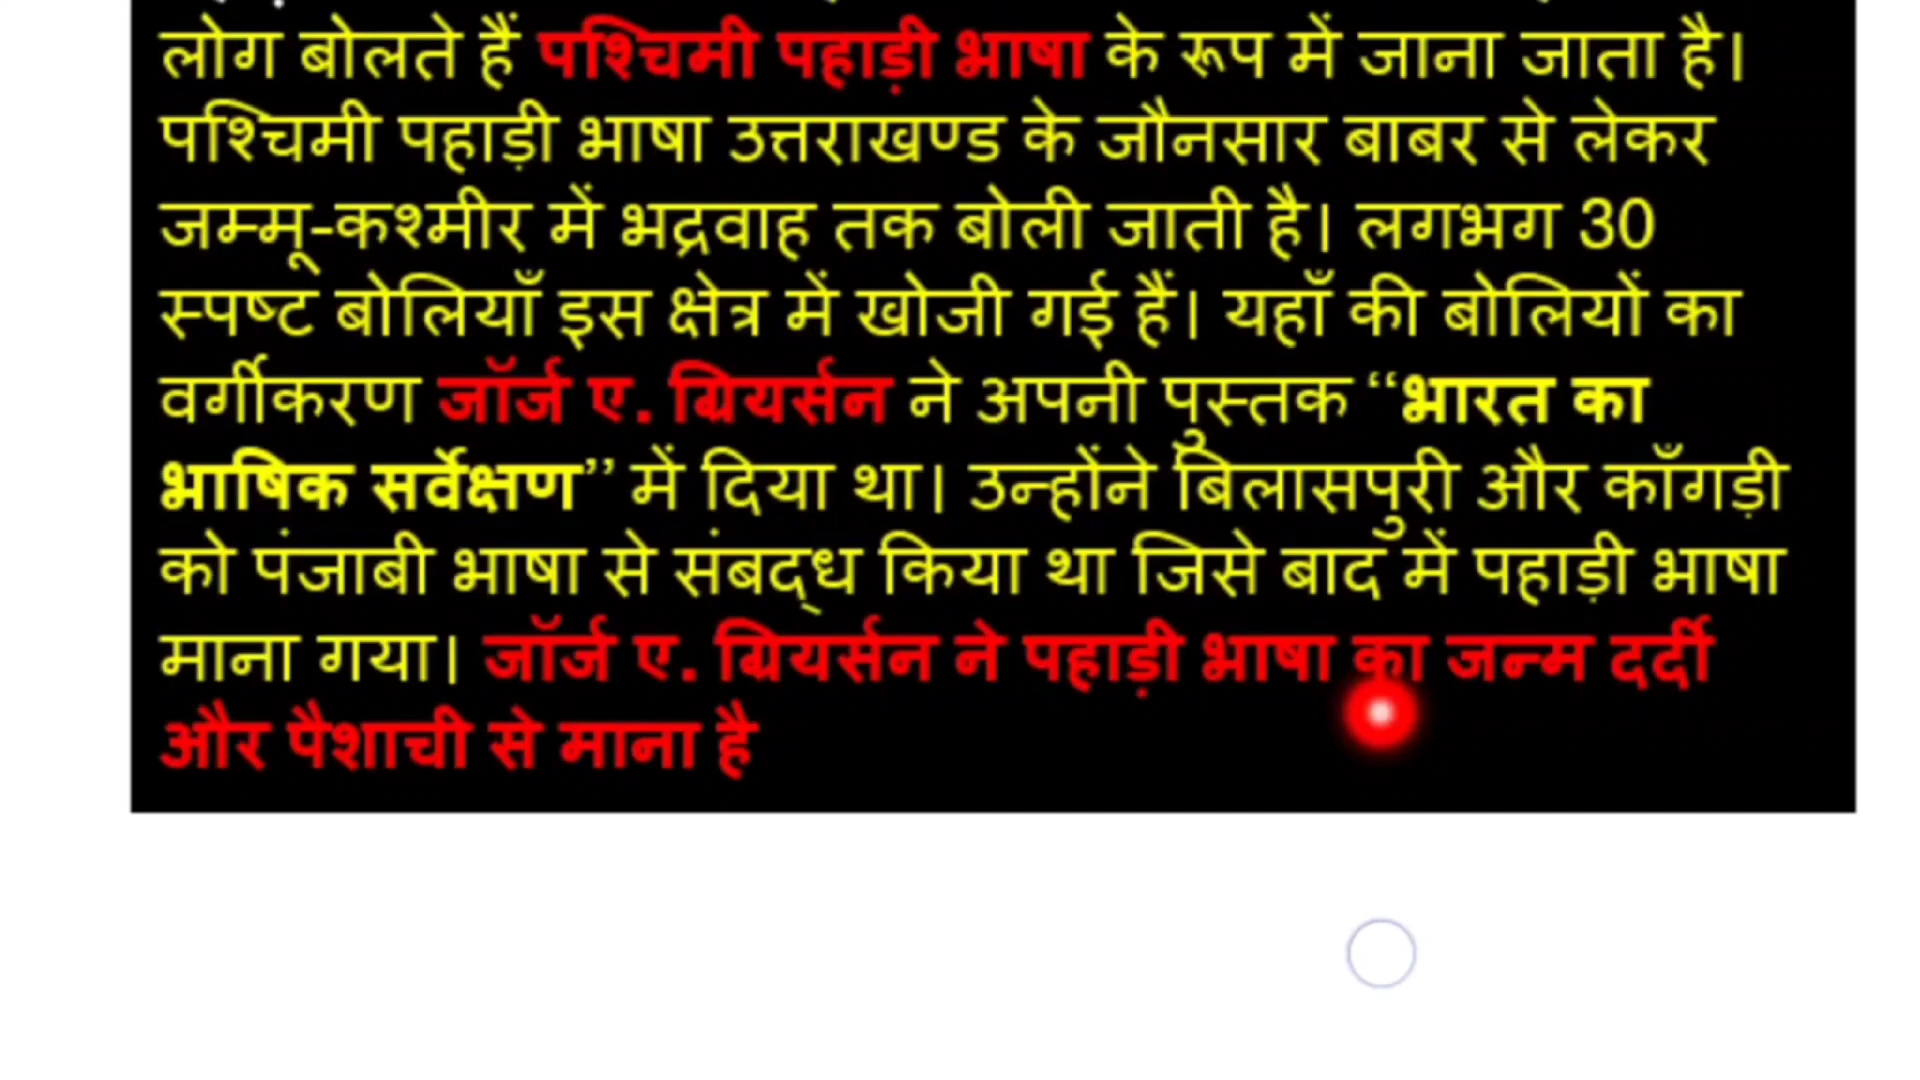 लोग बोलते हैं पश्चिमी पहाड़ी भाषा के रूप में जाना जाता है।
पश्चिमी पहाड़ी भाषा उत्तराखण्ड के जौनसार बाबर से लेकर
जम्मू-कश्मीर में भद्रवाह तक बोली जाती है। लगभग 30
स्पष्ट बोलियाँ इस क्षेत्र में खोजी गई हैं। यहाँ की बोलियों का
वर्गीकरण जॉर्ज ए. ग्रियर्सन ने अपनी पुस्तक “भारत का
भाषिक सर्वेक्षण” में दिया था। उन्होंने बिलासपुरी और काँगड़ी
को पंजाबी भाषा से संबद्ध किया था जिसे बाद में पहाड़ी भाषा
माना गया। जॉर्ज ए. ग्रियर्सन ने पहाड़ी भाषा का जन्म दर्दी
और पैशाची से माना है